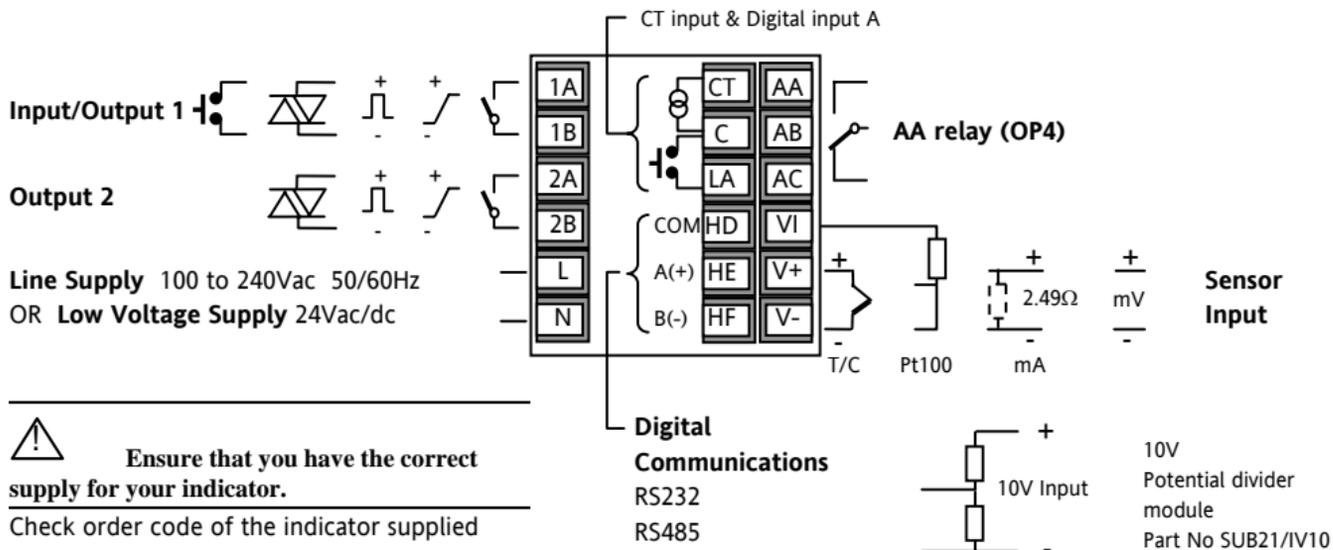 CT input & Digital input A
Input/Output 1
+
-
+
-
1A
1B
2A
2B
L
N
CT
C
LA
HD
HE
HF
AA
AB
AC
VI
V+
V-
AA relay (OP4)
Output 2
+
-
+
-
COM
A(+)
B(-)
Line Supply 100 to 240Vac 50/60Hz
OR Low Voltage Supply 24Vac/dc
+
-
T/C
Pt100
+
2.49Ω
-
mA
+
mV
-
Sensor
Input
!
Ensure that you have the correct
supply for your indicator.
Check order code of the indicator supplied
Digital
Communications
RS232
RS485
+
10V Input
-
10V
Potential divider
module
Part No SUB21/IV10